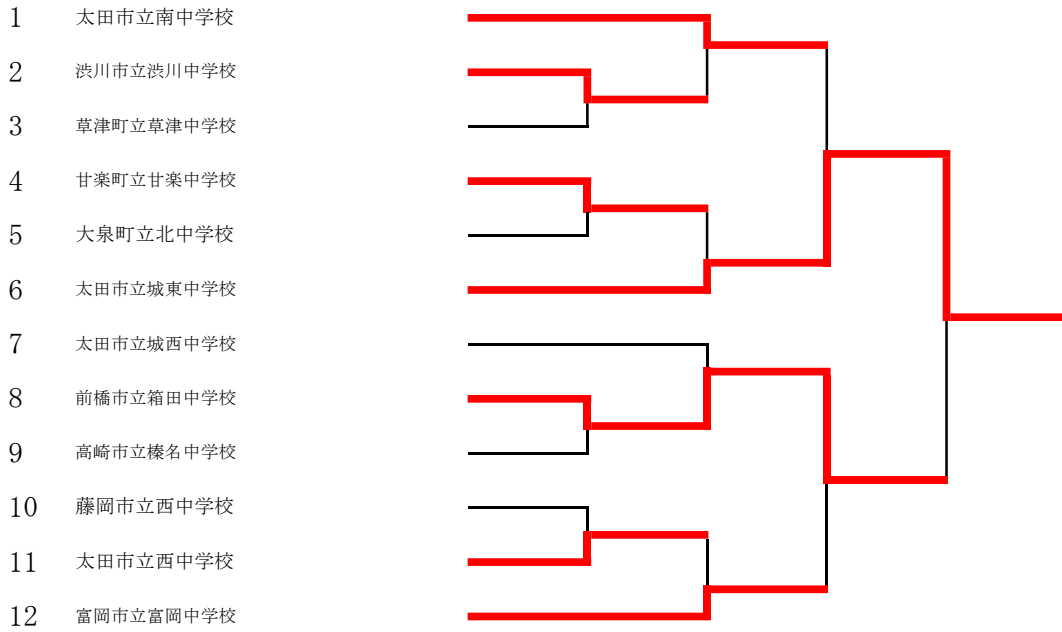 1 太田市立南中学校
2 渋川市立渋川中学校
3 草津町立草津中学校
4 甘楽町立甘楽中学校
5 大泉町立北中学校
6 太田市立城東中学校
7 太田市立城西中学校
8 前橋市立箱田中学校
9 高崎市立榛名中学校
10 藤岡市立西中学校
11 太田市立西中学校
12 富岡市立富岡中学校